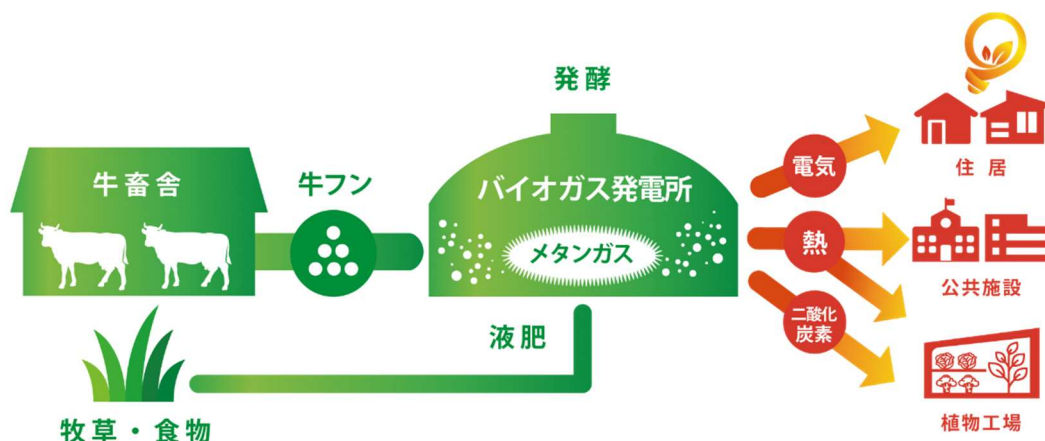 発酵
牛畜舎
牛フン
バイオガス発電所
メタンガス
電気
住居
熱
公共施設
二酸化
炭素
液肥
牧草・食物
植物工場